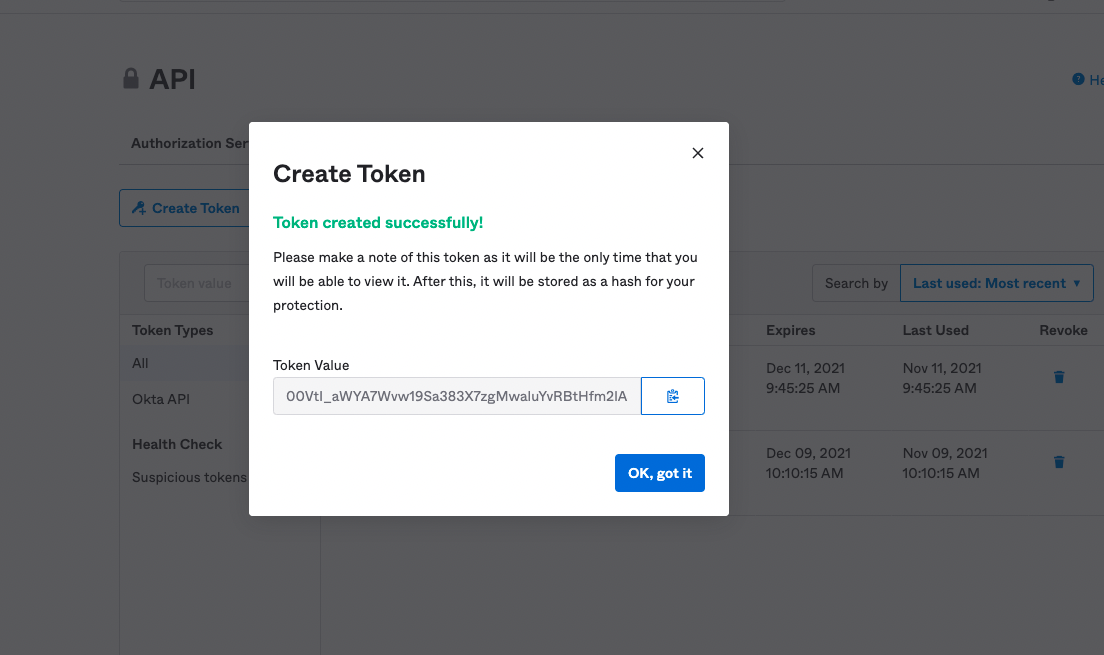 API
He
Authorization Ser
Create Token
Token value
Search by
Last used: Most recent
Token Types
Expires
Last Used
Revoke
All
Dec 11, 2021
9:45:25 AM
Nov 11, 2021
9:45:25 AM
Okta API
Health Check
Suspicious tokens
Dec 09, 2021
10:10:15 AM
Nov 09, 2021
10:10:15 AM
Create Token
Token created successfully!
Please make a note of this token as it will be the only time that you
will be able to view it. After this, it will be stored as a hash for your
protection.
Token Value
00VtI_aWYA7Wvw19Sa383X7zgMwaluYvRBtHfm2lA
OK, got it